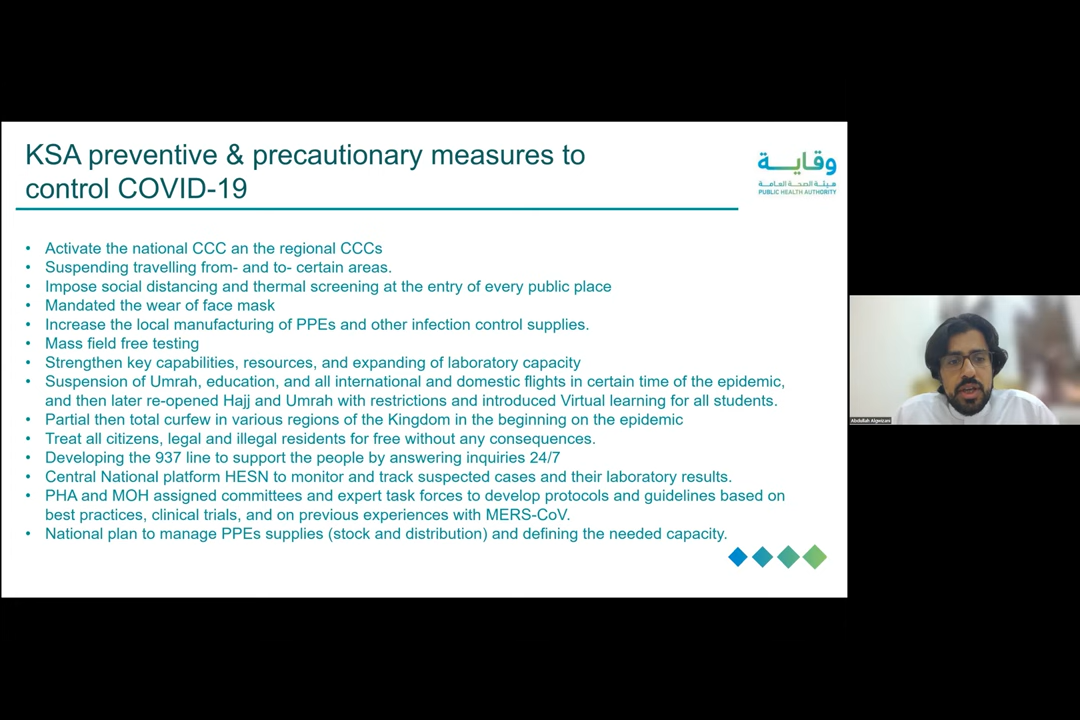 KSA preventive & precautionary measures to
control COVID-19
وقاية
هيئة الصحة العامة
PUBLIC HEALTH AUTHORITY
• Activate the national CCC an the regional CCCs
• Suspending travelling from- and to- certain areas.
• Impose social distancing and thermal screening at the entry of every public place
• Mandated the wear of face mask
• Increase the local manufacturing of PPEs and other infection control supplies.
• Mass field free testing
• Strengthen key capabilities, resources, and expanding of laboratory capacity
• Suspension of Umrah, education, and all international and domestic flights in certain time of the epidemic,
and then later re-opened Hajj and Umrah with restrictions and introduced Virtual learning for all students.
• Partial then total curfew in various regions of the Kingdom in the beginning on the epidemic
• Treat all citizens, legal and illegal residents for free without any consequences.
• Developing the 937 line to support the people by answering inquiries 24/7
• Central National platform HESN to monitor and track suspected cases and their laboratory results.
• PHA and MOH assigned committees and expert task forces to develop protocols and guidelines based on
best practices, clinical trials, and on previous experiences with MERS-CoV.
• National plan to manage PPEs supplies (stock and distribution) and defining the needed capacity.
Abdullah Algwizani